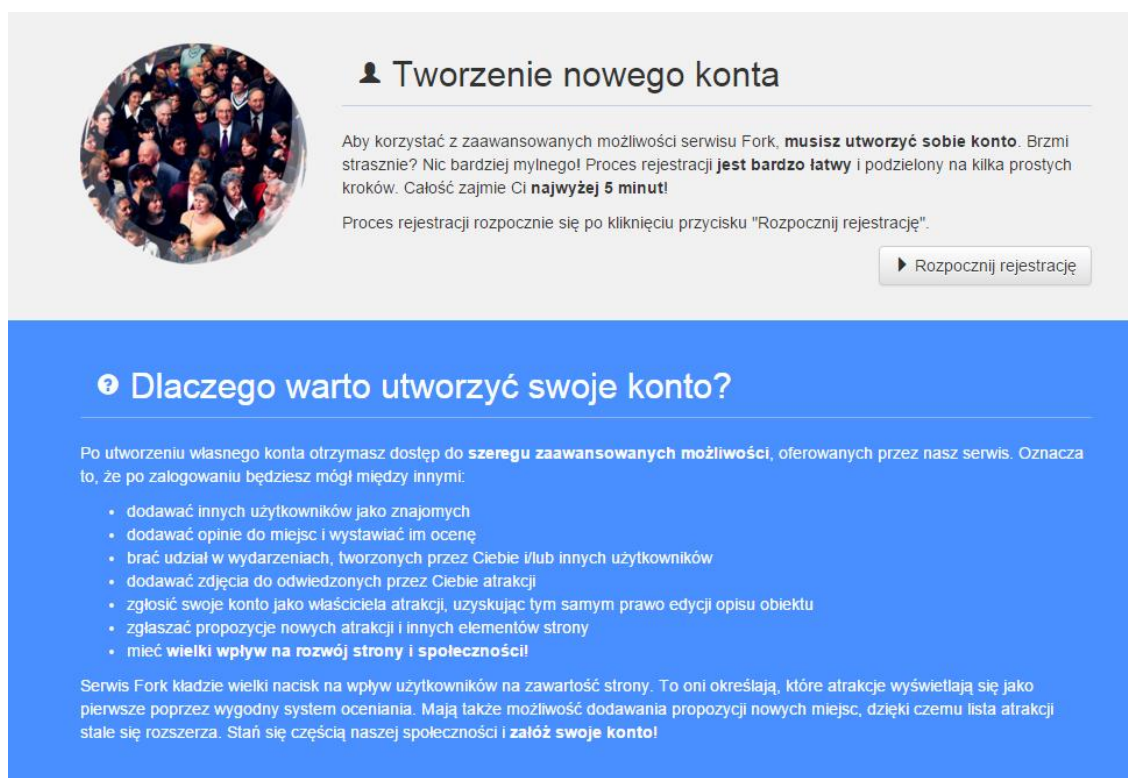 Tworzenie nowego konta
Aby korzystać z zaawansowanych możliwości serwisu Fork, musisz utworzyć sobie konto. Brzmi
strasznie? Nic bardziej mylnego! Proces rejestracji jest bardzo łatwy i podzielony na kilka prostych
kroków. Całość zajmie Ci najwyżej 5 minut!
Proces rejestracji rozpocznie się po kliknięciu przycisku "Rozpocznij rejestrację".
Rozpocznij rejestrację
Dlaczego warto utworzyć swoje konto?
Po utworzeniu własnego konta otrzymasz dostęp do szeregu zaawansowanych możliwości, oferowanych przez nasz serwis. Oznacza
to, że po zalogowaniu będziesz mógł między innymi:
• dodawać innych użytkowników jako znajomych
• dodawać opinie do miejsc i wystawiać im ocenę
• brać udział w wydarzeniach, tworzonych przez Ciebie i/lub innych użytkowników
• dodawać zdjęcia do odwiedzonych przez Ciebie atrakcji
• zgłosić swoje konto jako właściciela atrakcji, uzyskując tym samym prawo edycji opisu obiektu
• zgłaszać propozycje nowych atrakcji i innych elementów strony
• mieć wielki wpływ na rozwój strony i społeczności!
Serwis Fork kładzie wielki nacisk na wpływ użytkowników na zawartość strony. To oni określają, które atrakcje wyświetlają się jako
pierwsze poprzez wygodny system oceniania. Mają także możliwość dodawania propozycji nowych miejsc, dzięki czemu lista atrakcji
stale się rozszerza. Stań się częścią naszej społeczności i załóż swoje konto!